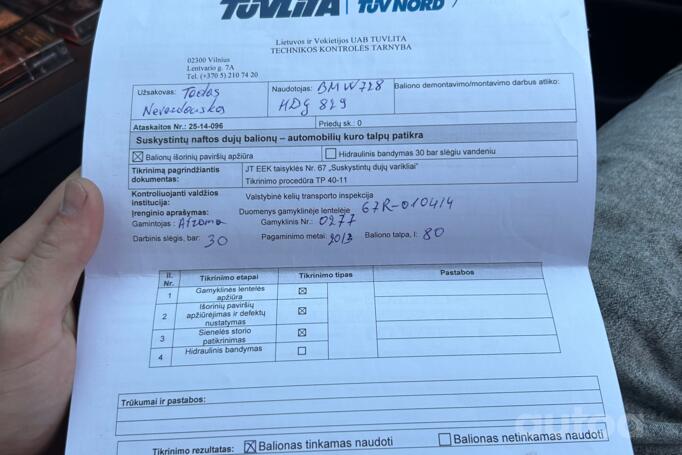 TÜVLITA | TÜV NORD
Lietuvos ir Vokietijos UAB TUVLITA
TECHNIKOS KONTROLĖS TARNYBA
02300 Vilnius
Lentvario g. 7A
Tel. (+370 5) 210 74 20
Užsakovas: Todas
Naudotojas: BMW 728
HDG 829
Baliono demontavimo/montavimo darbus atliko:
Ataskaitos Nr.: 25-14-096
Priedų sk.: 0
Suskystintų naftos dujų balionų – automobilių kuro talpų patikra
☒ Balionų išorinių paviršių apžiūra
☐ Hidraulinis bandymas 30 bar slėgiu vandeniu
Tikrinimą pagrindžiantis dokumentas:
JT EEK taisyklės Nr. 67 „Suskystintų dujų varikliai"
Tikrinimo procedūra TP 40-11
Kontroliuojanti valdžios institucija:
Valstybinė kelių transporto inspekcija
Įrenginio aprašymas:
Duomenys gamyklinėje lentelėje 67R-010414
Gamintojas: Atzoma
Gamyklinis Nr.: 0277
Darbinis slėgis, bar: 30
Pagaminimo metai: 2013
Baliono talpa, l: 80
Il. Nr.
Tikrinimo etapai
Tikrinimo tipas
Pastabos
1 Gamyklinės lentelės apžiūra ☒
2 Išorinių paviršių apžiūrėjimas ir defektų nustatymas ☒
3 Sienelės storio patikrinimas ☒
4 Hidraulinis bandymas ☐
Trūkumai ir pastabos:
Tikrinimo rezultatas: ☒ Balionas tinkamas naudoti
☐ Balionas netinkamas naudoti